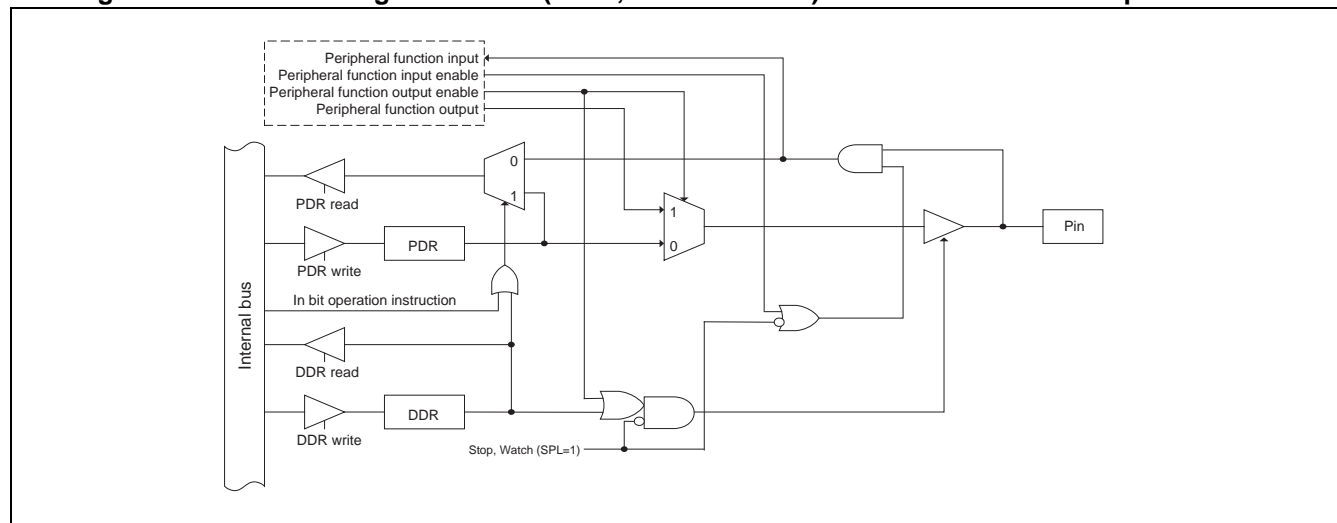 Peripheral function input
Peripheral function input enable
Peripheral function output enable
Peripheral function output
0
1
PDR read
1
Pin
PDR
0
PDR write
In bit operation instruction
Internal bus
DDR read
DDR
DDR write
Stop, Watch (SPL=1)